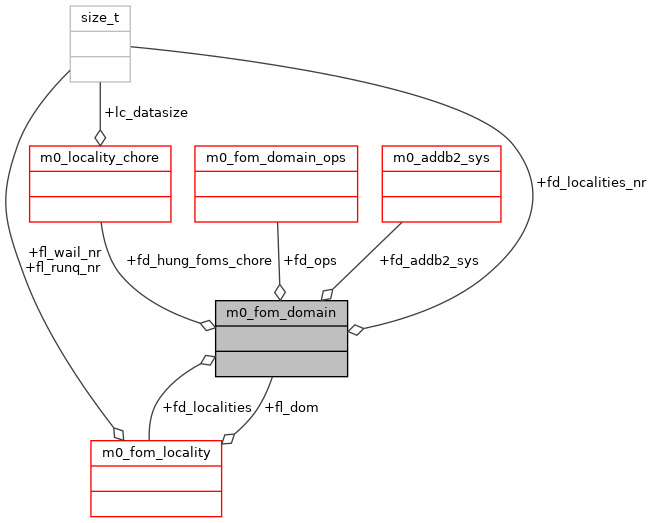 size_t
+lc_datasize
m0_locality_chore
m0_fom_domain_ops
m0_addb2_sys
+fd_localities_nr
+fl_wail_nr
+fl_runq_nr
+fd_hung_foms_chore
+fd_ops
+fd_addb2_sys
m0_fom_domain
+fd_localities
+fl_dom
m0_fom_locality